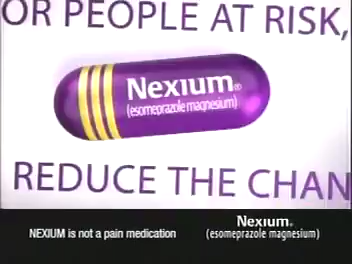 OR PEOPLE AT RISK,
Nexium®
(esomeprazole magnesium)
REDUCE THE CHAN
NEXIUM is not a pain medication
Nexium®
(esomeprazole magnesium)